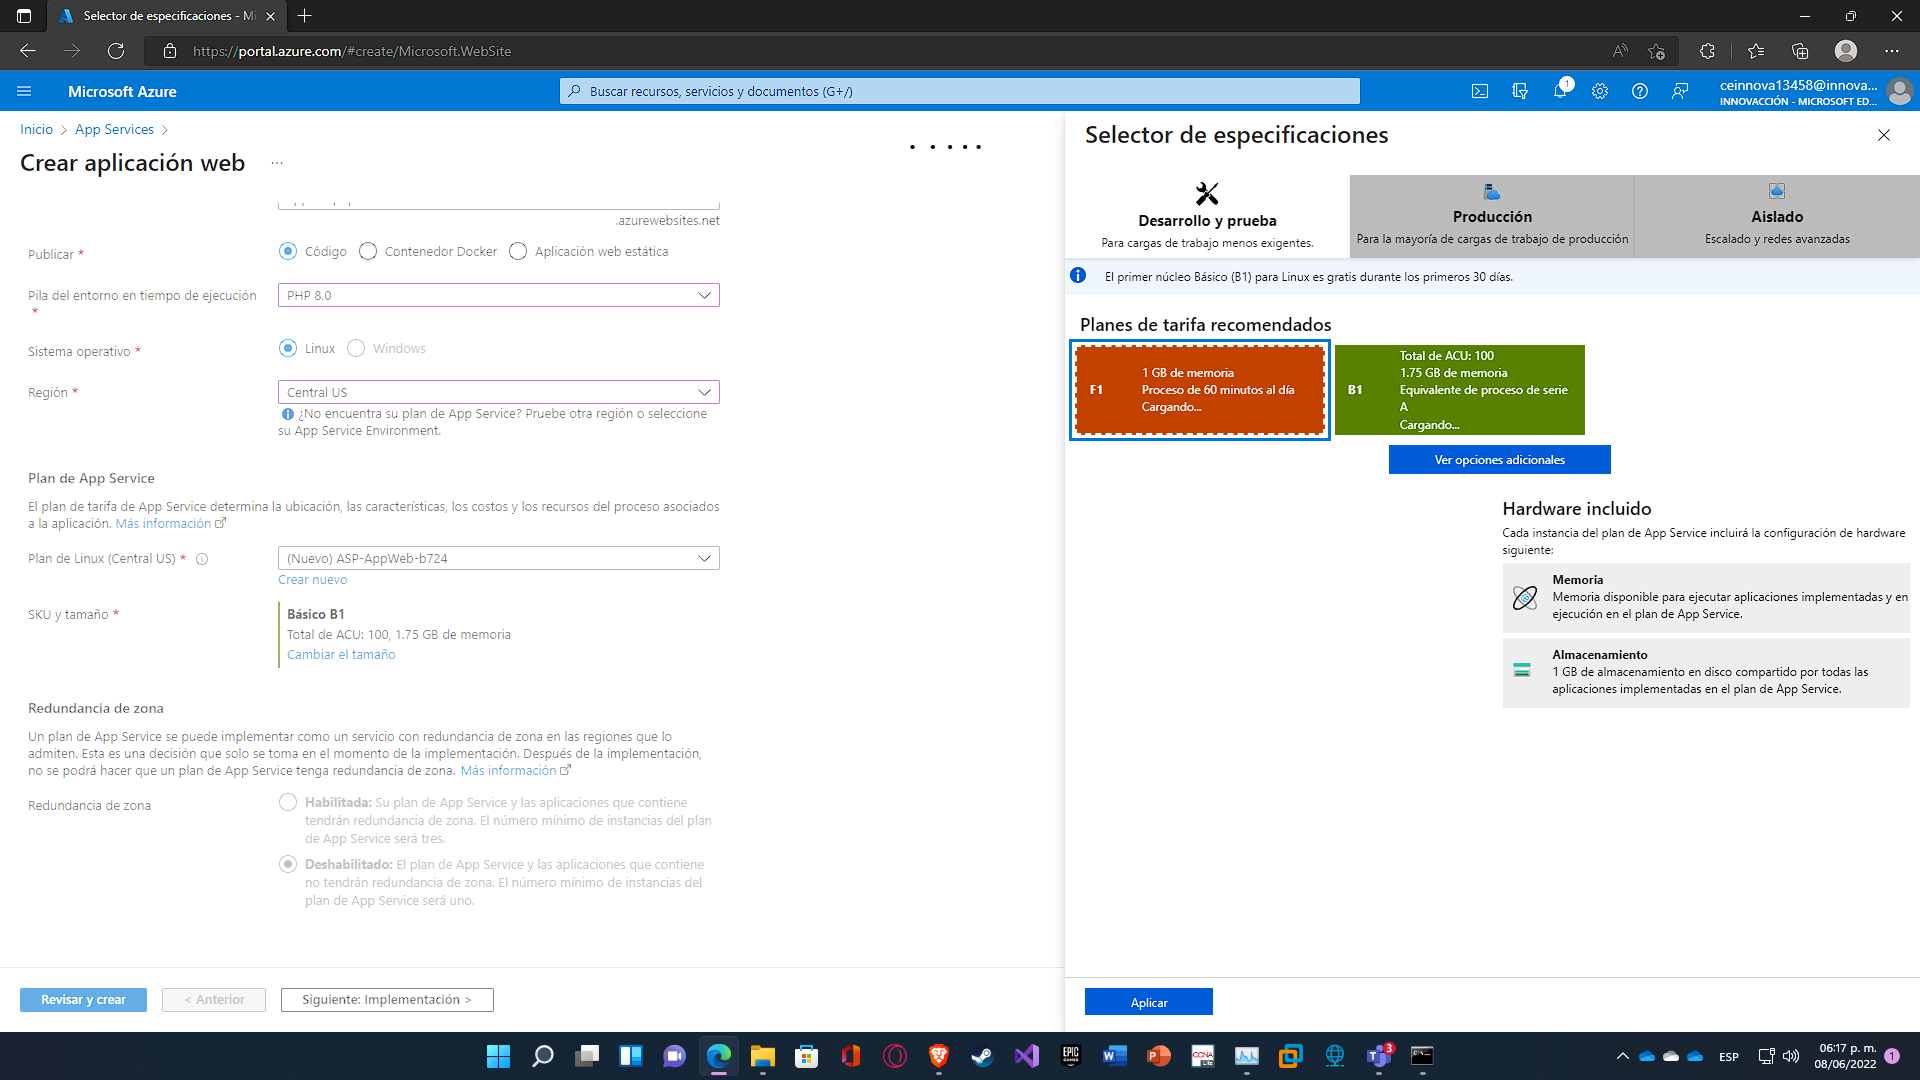 Selector de especificaciones - Mi
https://portal.azure.com/#create/Microsoft.WebSite
Microsoft Azure
Buscar recursos, servicios y documentos (G+/)
1
ceinnova13458@innova...
INNOVACCIÓN - MICROSOFT ED...
Inicio > App Services >
Crear aplicación web ...
.azurewebsites.net
Publicar *
Código
Contenedor Docker
Aplicación web estática
Pila del entorno en tiempo de ejecución
*
PHP 8.0
Sistema operativo *
Linux
Windows
Región *
Central US
¿No encuentra su plan de App Service? Pruebe otra región o seleccione
su App Service Environment.
Plan de App Service
El plan de tarifa de App Service determina la ubicación, las características, los costos y los recursos del proceso asociados
a la aplicación. Más información
Plan de Linux (Central US) *
(Nuevo) ASP-AppWeb-b724
Crear nuevo
SKU y tamaño *
Básico B1
Total de ACU: 100, 1.75 GB de memoria
Cambiar el tamaño
Redundancia de zona
Un plan de App Service se puede implementar como un servicio con redundancia de zona en las regiones que lo
admiten. Esta es una decisión que solo se toma en el momento de la implementación. Después de la implementación,
no se podrá hacer que un plan de App Service tenga redundancia de zona. Más información
Redundancia de zona
Habilitada: Su plan de App Service y las aplicaciones que contiene
tendrán redundancia de zona. El número mínimo de instancias del plan
de App Service será tres.
Deshabilitado: El plan de App Service y las aplicaciones que contiene
no tendrán redundancia de zona. El número mínimo de instancias del
plan de App Service será uno.
Revisar y crear
< Anterior
Siguiente: Implementación >
Selector de especificaciones
Desarrollo y prueba
Para cargas de trabajo menos exigentes.
Producción
Para la mayoría de cargas de trabajo de producción
Aislado
Escalado y redes avanzadas
El primer núcleo Básico (B1) para Linux es gratis durante los primeros 30 días.
Planes de tarifa recomendados
F1
1 GB de memoria
Proceso de 60 minutos al día
Cargando...
B1
Total de ACU: 100
1.75 GB de memoria
Equivalente de proceso de serie
A
Cargando...
Ver opciones adicionales
Hardware incluido
Cada instancia del plan de App Service incluirá la configuración de hardware
siguiente:
Memoria
Memoria disponible para ejecutar aplicaciones implementadas y en
ejecución en el plan de App Service.
Almacenamiento
1 GB de almacenamiento en disco compartido por todas las
aplicaciones implementadas en el plan de App Service.
Aplicar
EPIC
GAMES
CCNA
3
ESP
06:17 p. m.
08/06/2022
1